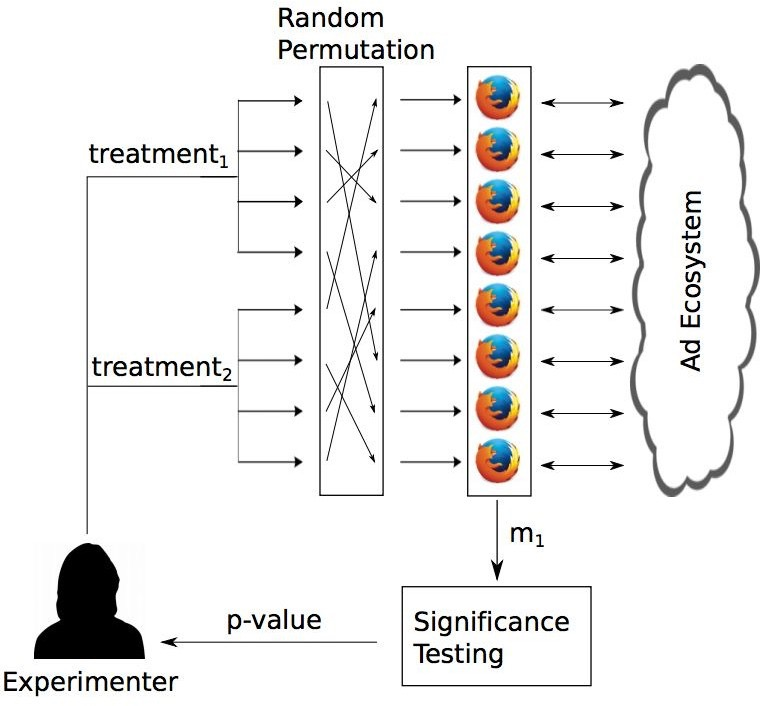 Random
Permutation
treatment₁
treatment₂
Ad Ecosystem
m₁
p-value
Significance
Testing
Experimenter